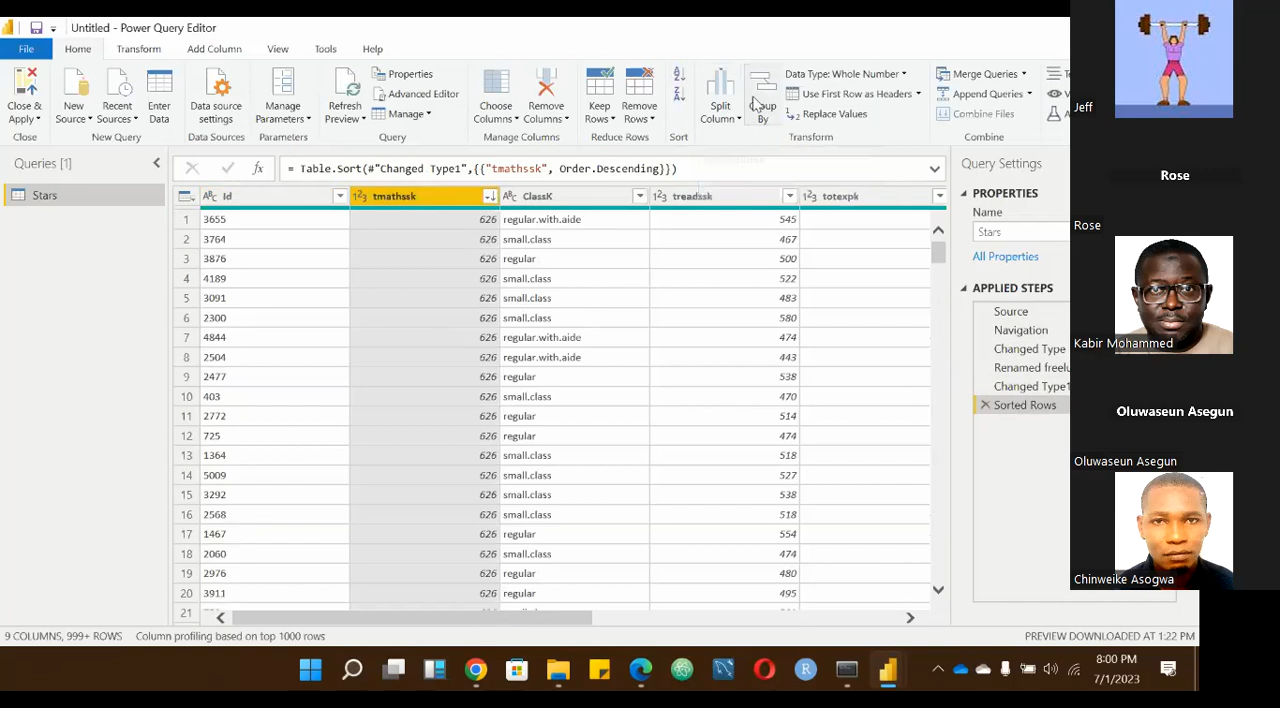 Untitled - Power Query Editor
File Home Transform Add Column View Tools Help
Close & Apply
New Source
Recent Sources
Enter Data
Data source settings
Manage Parameters
Refresh Preview
Properties
Advanced Editor
Manage
Choose Columns
Remove Columns
Keep Rows
Remove Rows
Split Column
Group By
Data Type: Whole Number
Use First Row as Headers
Replace Values
Merge Queries
Append Queries
Combine Files
Close New Query Data Sources Parameters Query Manage Columns Reduce Rows Sort Transform Combine
Queries [1]
Stars
fx = Table.Sort(#"Changed Type1",{{"tmathssk", Order.Descending}})
Id tmathssk ClassK treadssk totexpk
1 3655 626 regular.with.aide 545
2 3764 626 small.class 467
3 3876 626 regular 500
4 4189 626 small.class 522
5 3091 626 small.class 483
6 2300 626 small.class 580
7 4844 626 regular.with.aide 474
8 2504 626 regular.with.aide 443
9 2477 626 regular 538
10 403 626 small.class 470
11 2772 626 regular 514
12 725 626 regular 474
13 1364 626 small.class 518
14 5009 626 small.class 527
15 3292 626 small.class 538
16 2568 626 small.class 518
17 1467 626 regular 554
18 2060 626 small.class 474
19 2976 626 regular 480
20 3911 626 regular 495
21
Query Settings
PROPERTIES
Name
Stars
All Properties
APPLIED STEPS
Source
Navigation
Changed Type
Renamed
Changed Type1
Sorted Rows
Jeff
Rose
Rose
Kabir Mohammed
Oluwaseun Asegun
Oluwaseun Asegun
Chinweike Asogwa
9 COLUMNS, 999+ ROWS Column profiling based on top 1000 rows
PREVIEW DOWNLOADED AT 1:22 PM
8:00 PM
7/1/2023